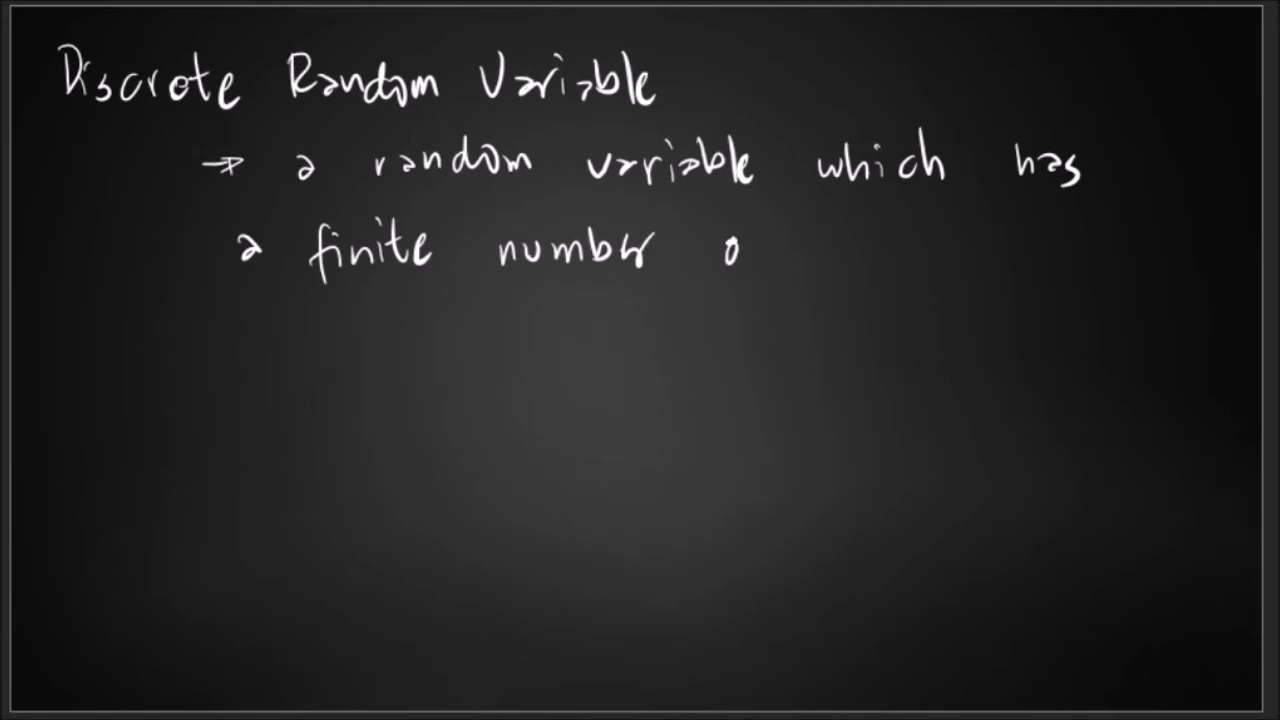 Discrete Random Variable
→ a random variable which has
a finite number o